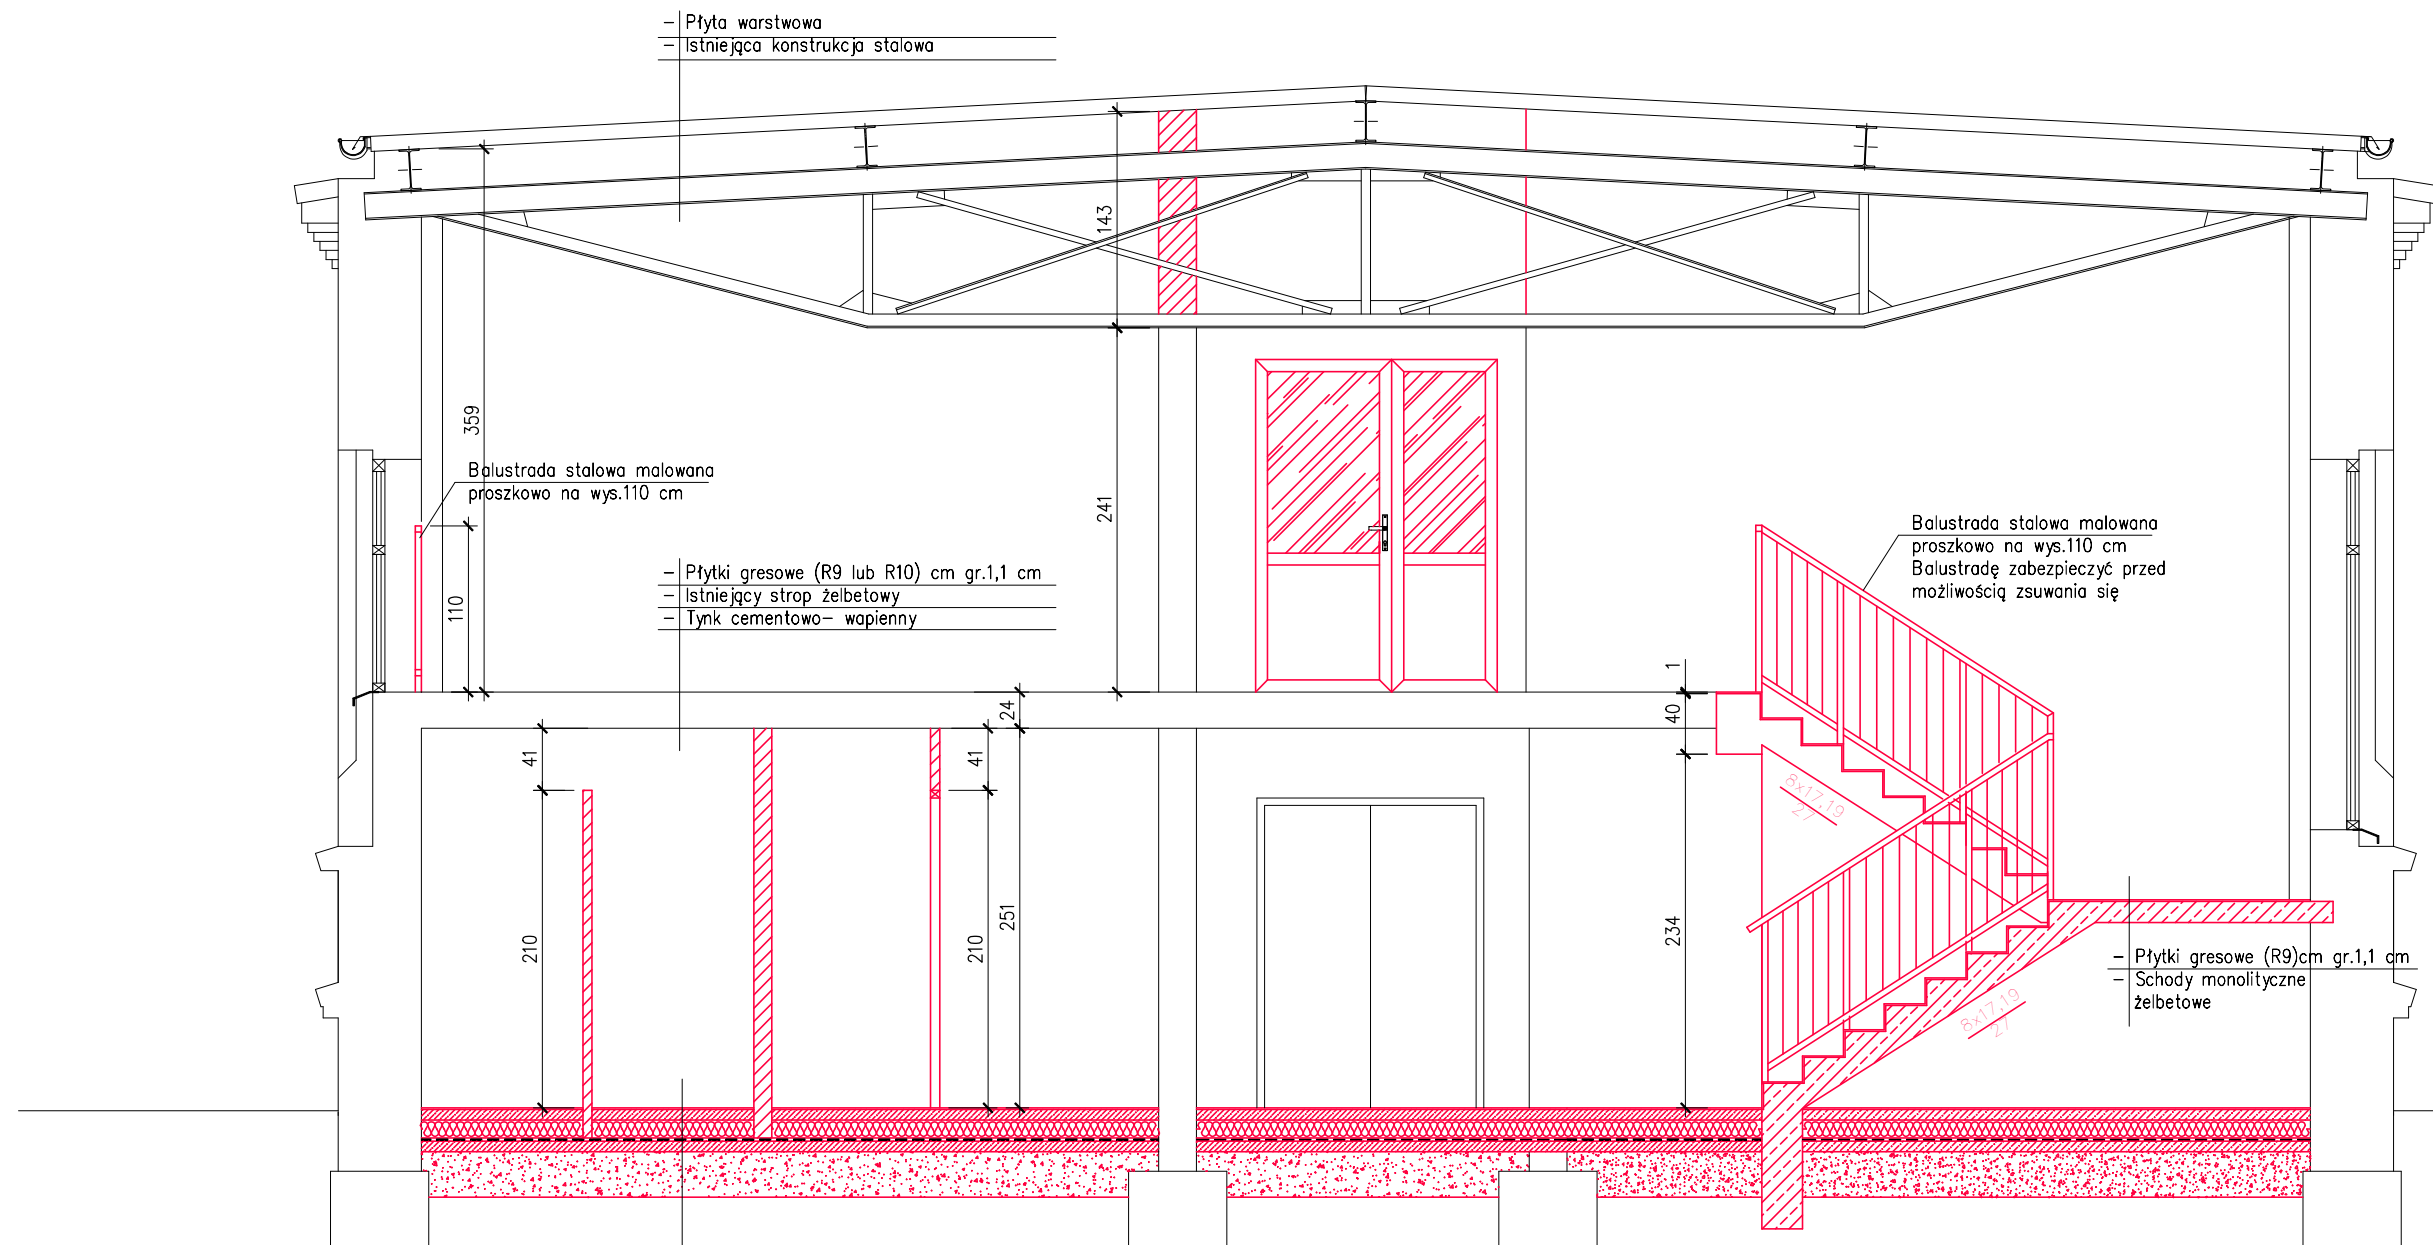 – Płyta warstwowa
– Istniejąca konstrukcja stalowa
143
359
241
Balustrada stalowa malowana
proszkowo na wys.110 cm
110
– Płytki gresowe (R9 lub R10) cm gr.1,1 cm
– Istniejący strop żelbetowy
– Tynk cementowo– wapienny
Balustrada stalowa malowana
proszkowo na wys.110 cm
Balustradę zabezpieczyć przed
możliwością zsuwania się
1
40
24
41
41
8x17,19
27
210
251
210
234
– Płytki gresowe (R9)cm gr.1,1 cm
– Schody monolityczne
żelbetowe
8x17,19
27